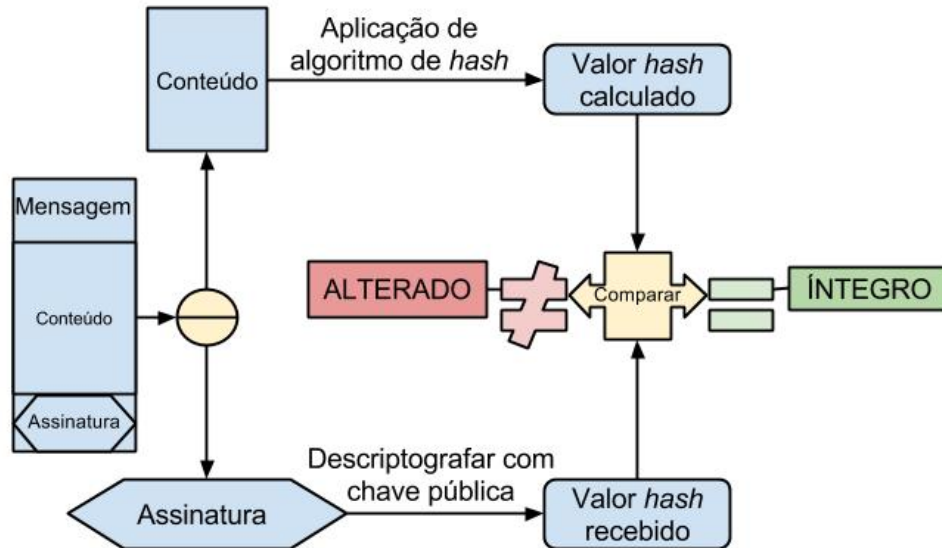 Conteúdo
Aplicação de
algoritmo de hash
Valor hash
calculado
Mensagem
Conteúdo
Assinatura
ALTERADO
Comparar
ÍNTEGRO
Assinatura
Descriptografar com
chave pública
Valor hash
recebido